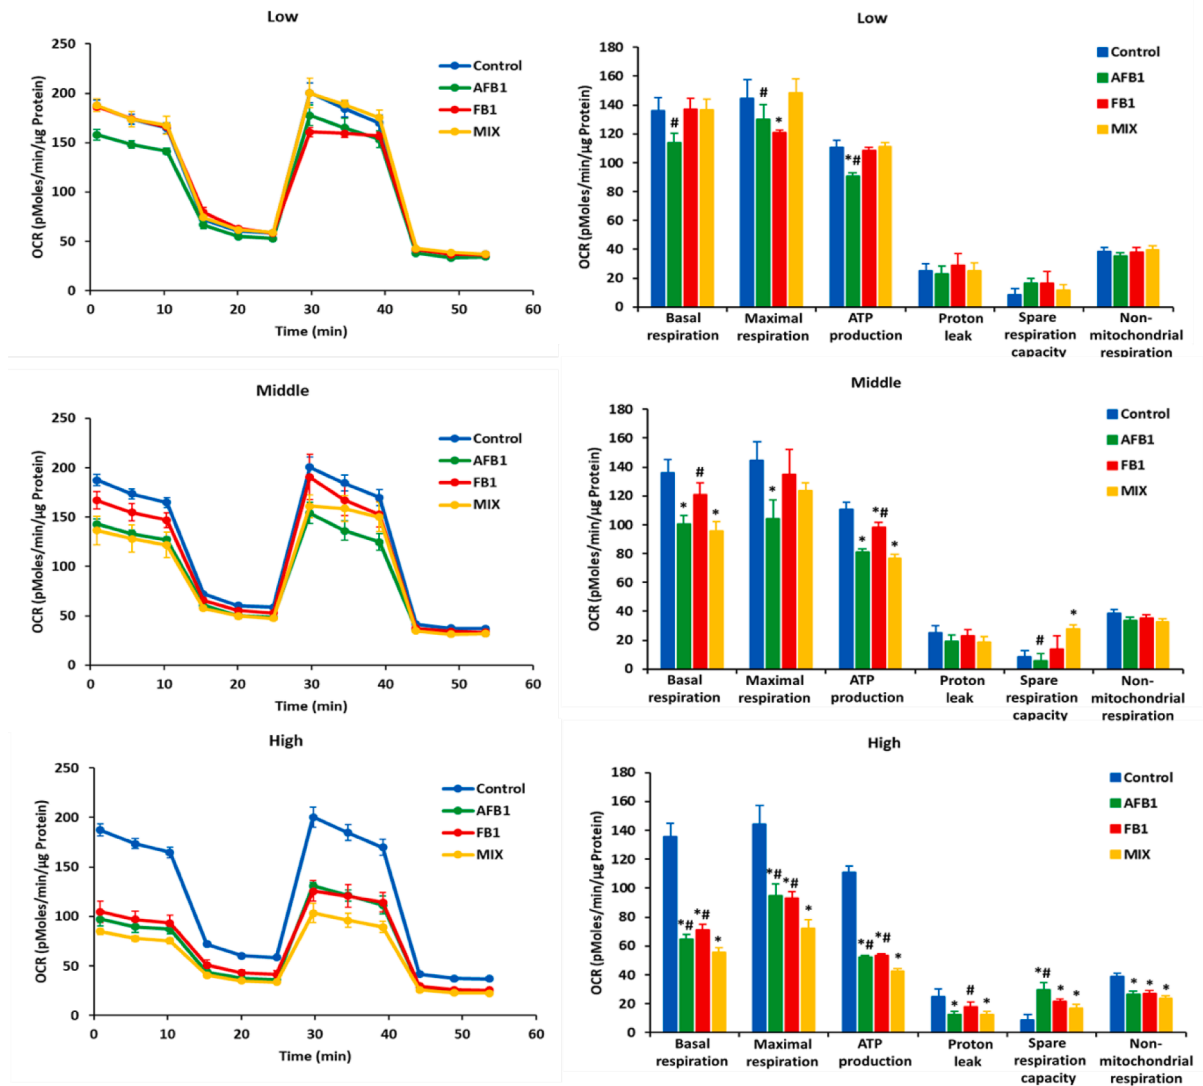 Low
250
200
150
100
50
0
OCR (pMoles/min/µg Protein)
0 10 20 30 40 50 60
Time (min)
Control
AFB1
FB1
MIX
Low
180
160
140
120
100
80
60
40
20
0
OCR (pMoles/min/µg Protein)
# # * *#
Basal respiration
Maximal respiration
ATP production
Proton leak
Spare respiration capacity
Non-mitochondrial respiration
Control
AFB1
FB1
MIX
Middle
250
200
150
100
50
0
OCR (pMoles/min/µg Protein)
0 10 20 30 40 50 60
Time (min)
Control
AFB1
FB1
MIX
Middle
180
160
140
120
100
80
60
40
20
0
OCR (pMoles/min/µg Protein)
* # * * * *# * # *
Basal respiration
Maximal respiration
ATP production
Proton leak
Spare respiration capacity
Non-mitochondrial respiration
Control
AFB1
FB1
MIX
High
250
200
150
100
50
0
OCR (pMoles/min/µg Protein)
0 10 20 30 40 50 60
Time (min)
Control
AFB1
FB1
MIX
High
180
160
140
120
100
80
60
40
20
0
OCR (pMoles/min/µg Protein)
*# *# * *# *# * *# *# * * # * *# * * * * *
Basal respiration
Maximal respiration
ATP production
Proton leak
Spare respiration capacity
Non-mitochondrial respiration
Control
AFB1
FB1
MIX